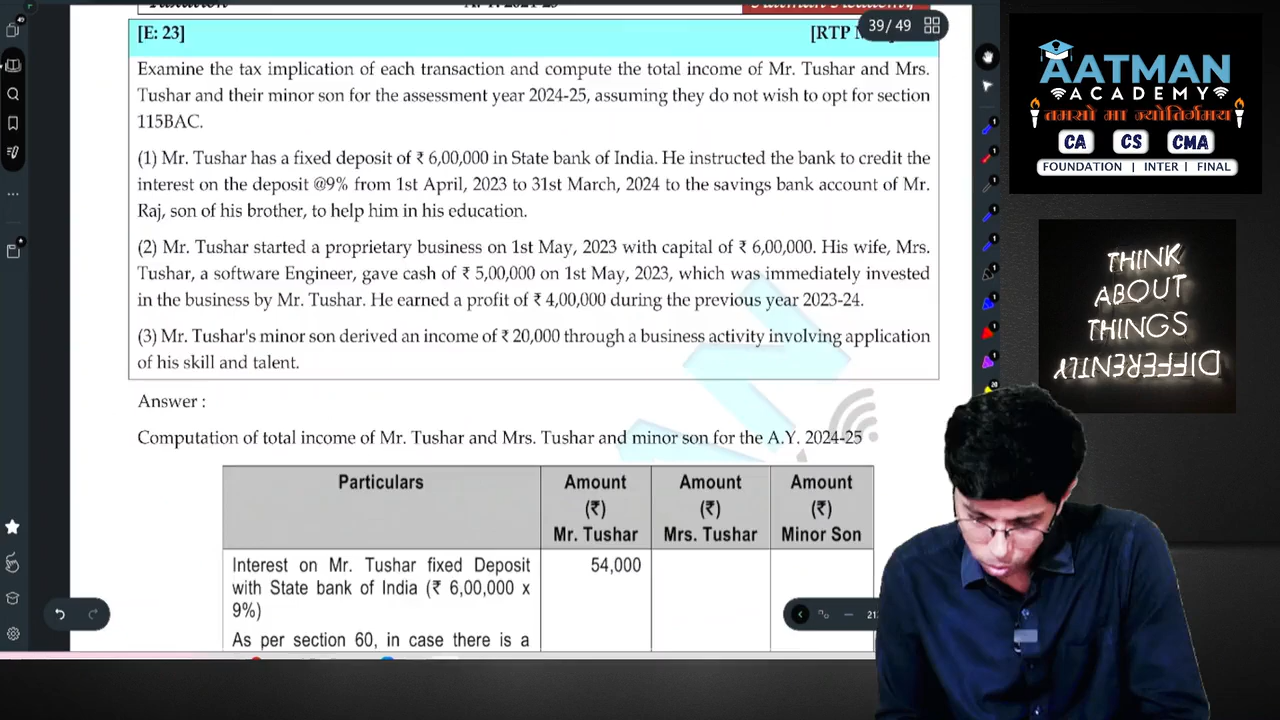 Taxation
39/49
[E: 23]
[RTP
Examine the tax implication of each transaction and compute the total income of Mr. Tushar and Mrs.
Tushar and their minor son for the assessment year 2024-25, assuming they do not wish to opt for section
115BAC.
(1) Mr. Tushar has a fixed deposit of ₹ 6,00,000 in State bank of India. He instructed the bank to credit the
interest on the deposit @9% from 1st April, 2023 to 31st March, 2024 to the savings bank account of Mr.
Raj, son of his brother, to help him in his education.
(2) Mr. Tushar started a proprietary business on 1st May, 2023 with capital of ₹ 6,00,000. His wife, Mrs.
Tushar, a software Engineer, gave cash of ₹ 5,00,000 on 1st May, 2023, which was immediately invested
in the business by Mr. Tushar. He earned a profit of ₹ 4,00,000 during the previous year 2023-24.
(3) Mr. Tushar's minor son derived an income of ₹ 20,000 through a business activity involving application
of his skill and talent.
Answer :
Computation of total income of Mr. Tushar and Mrs. Tushar and minor son for the A.Y. 2024-25
Particulars
Amount
(₹)
Mr. Tushar
Amount
(₹)
Mrs. Tushar
Amount
(₹)
Minor Son
Interest on Mr. Tushar fixed Deposit
with State bank of India (₹ 6,00,000 x
9%)
54,000
As per section 60, in case there is a
AATMAN
ACADEMY
तमसो मा ज्योतिर्गमय
CA CS CMA
FOUNDATION | INTER | FINAL
THINK
ABOUT
THINGS
DIFFERENTLY